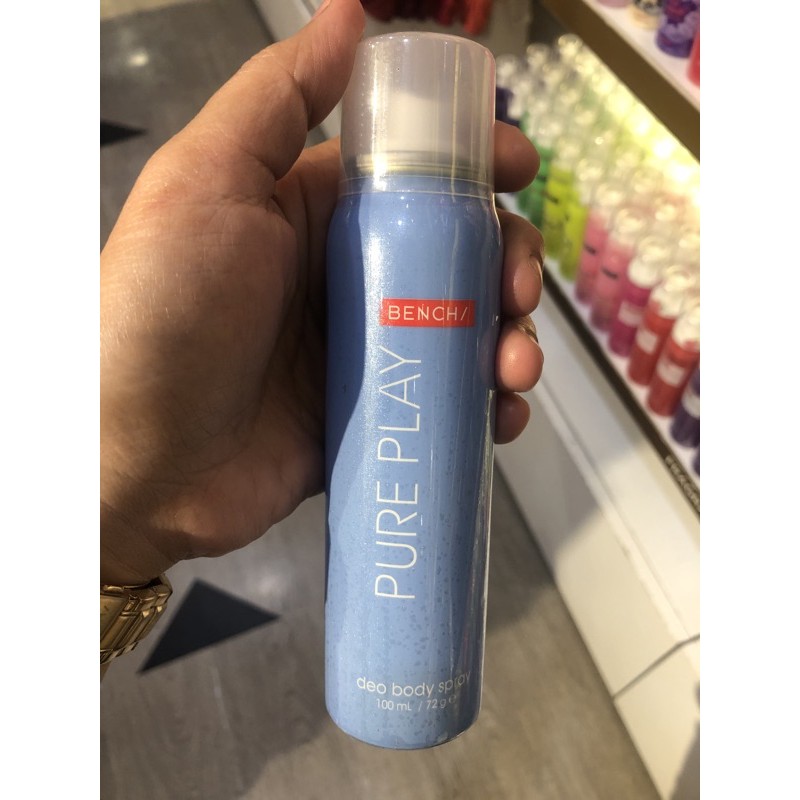 BENCH/
PURE PLAY
deo body spray
100 mL / 72 g